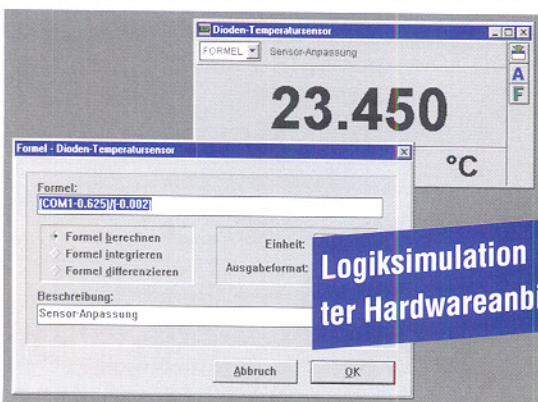 Dioden-Temperatursensor
FORMEL Sensor-Anpassung
A
F
23.450
°C
Formel - Dioden-Temperatursensor
Formel:
(COM1-0.625)/(-0.002)
Formel berechnen
Formel integrieren
Formel differenzieren
Einheit:
Ausgabeformat:
Beschreibung:
Sensor-Anpassung
Abbruch OK
Logiksimulation
ter Hardwareanbi